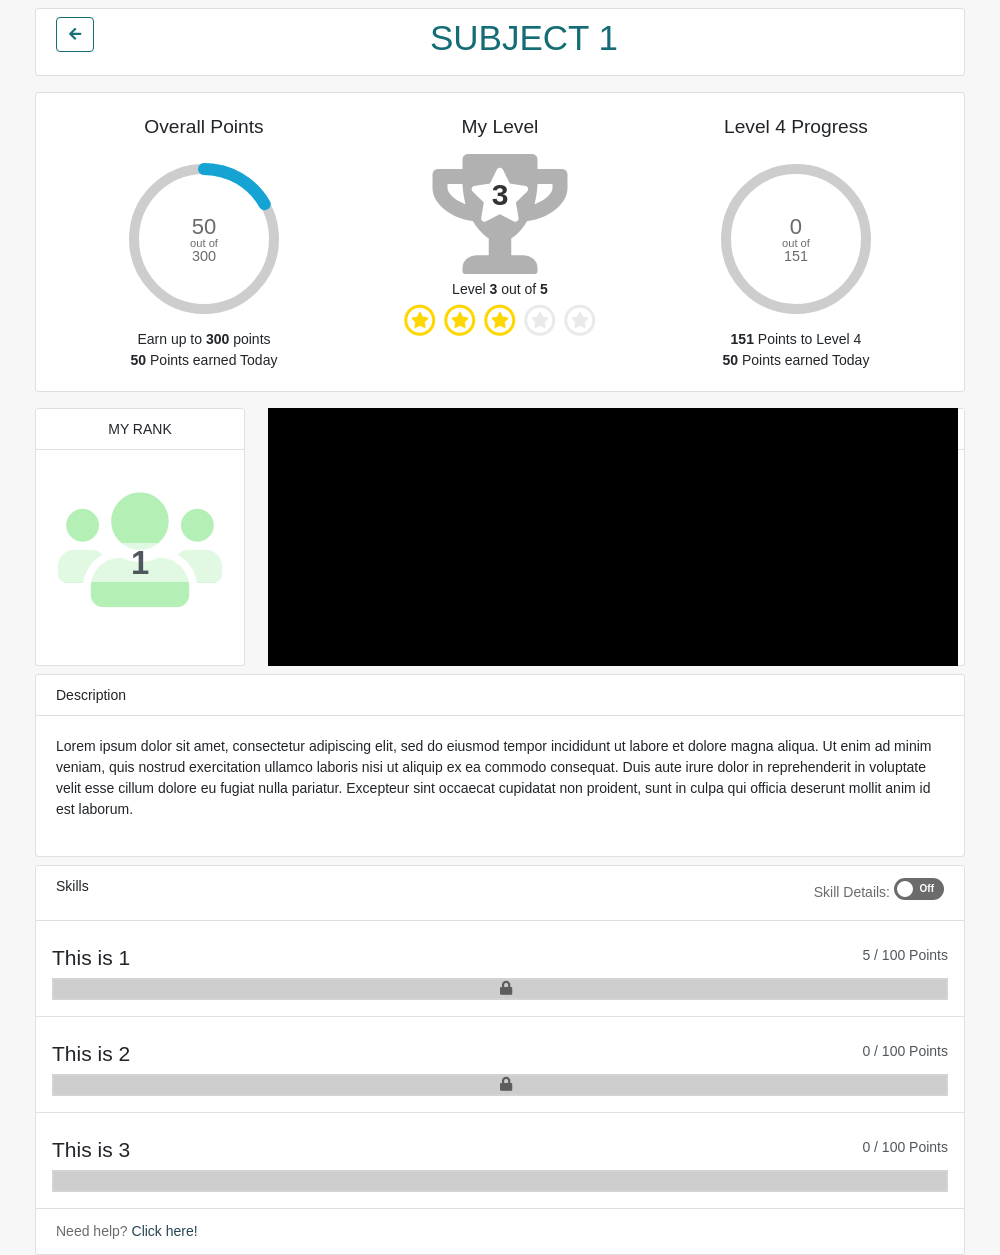 SUBJECT 1
Overall Points
50
out of
300
Earn up to 300 points
50 Points earned Today
My Level
3
Level 3 out of 5
Level 4 Progress
0
out of
151
151 Points to Level 4
50 Points earned Today
MY RANK
1
Description
Lorem ipsum dolor sit amet, consectetur adipiscing elit, sed do eiusmod tempor incididunt ut labore et dolore magna aliqua. Ut enim ad minim
veniam, quis nostrud exercitation ullamco laboris nisi ut aliquip ex ea commodo consequat. Duis aute irure dolor in reprehenderit in voluptate
velit esse cillum dolore eu fugiat nulla pariatur. Excepteur sint occaecat cupidatat non proident, sunt in culpa qui officia deserunt mollit anim id
est laborum.
Skills
Skill Details: Off
This is 1
5 / 100 Points
This is 2
0 / 100 Points
This is 3
0 / 100 Points
Need help? Click here!